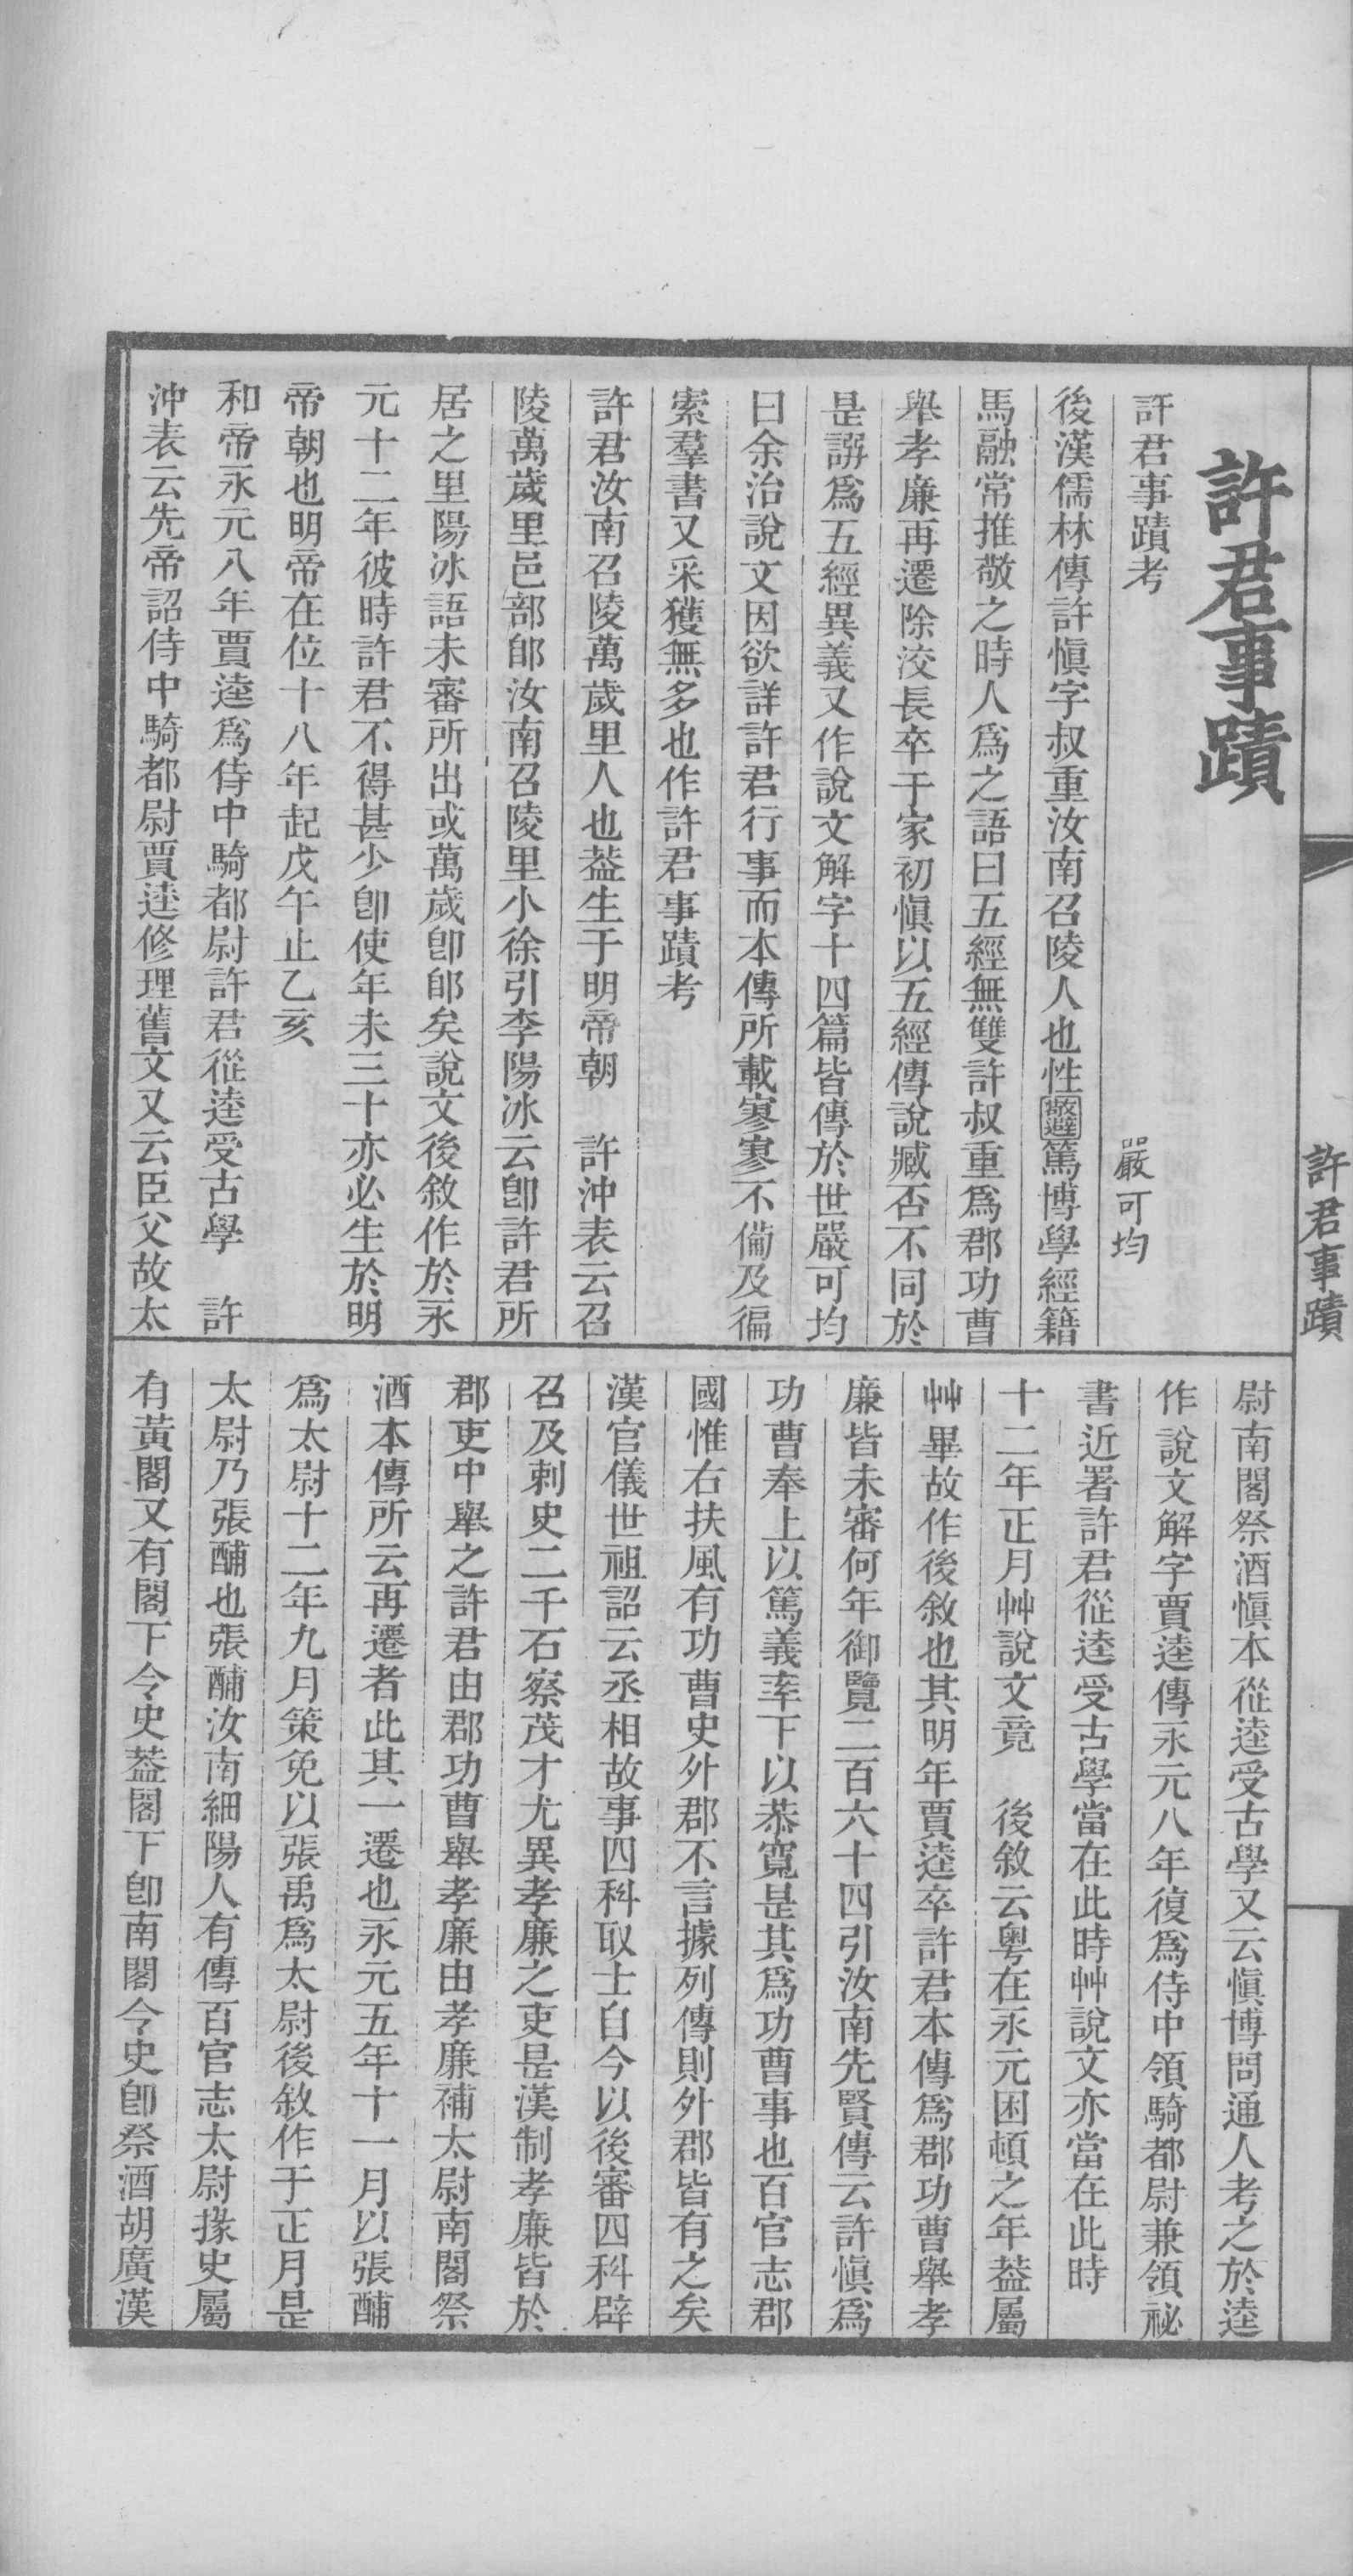 許君事蹟
許君事蹟考
嚴可均
後漢儒林傳許愼字叔重汝南召陵人也性篤博學經籍
馬融常推敬之時人爲之語曰五經無雙許叔重爲郡功曹
舉孝廉再遷除洨長卒于家初愼以五經傳說臧否不同於
是譔爲五經異義又作說文解字十四篇皆傳於世嚴可均
曰余治說文因欲詳許君行事而本傳所載寥寥不僃及徧
索羣書又采獲無多也作許君事蹟考
許君汝南召陵萬歲里人也葢生于明帝朝　許沖表云召
陵萬歲里邑部䣓汝南召陵里小徐引李陽冰云卽許君所
居之里陽冰語未審所出或萬歲卽䣓矣說文後敘作於永
元十二年彼時許君不得甚少卽使年未三十亦必生於明
帝朝也明帝在位十八年起戊午止乙亥
和帝永元八年賈逵爲侍中騎都尉許君從逵受古學　許
沖表云先帝詔侍中騎都尉賈逵修理舊文又云臣父故太
尉南閣祭酒愼本從逵受古學又云愼博問通人考之於逵
作說文解字賈逵傳永元八年復爲侍中領騎都尉兼領祕
書近署許君從逵受古學當在此時艸說文亦當在此時
十二年正月艸說文竟　後敘云粤在永元困頓之年葢屬
艸畢故作後敘也其明年賈逵卒許君本傳爲郡功曹舉孝
廉皆未審何年御覽二百六十四引汝南先賢傳云許愼爲
功曹奉上以篤義率下以恭寬是其爲功曹事也百官志郡
國惟右扶風有功曹史外郡不言據列傳則外郡皆有之矣
漢官儀世祖詔云丞相故事四科取士自今以後審四科辟
召及刺史二千石察茂才尤異孝廉之吏是漢制孝廉皆於
郡吏中舉之許君由郡功曹舉孝廉由孝廉補太尉南閣祭
酒本傳所云再遷者此其一遷也永元五年十一月以張酺
爲太尉十二年九月策免以張禹爲太尉後敘作于正月是
太尉乃張酺也張酺汝南細陽人有傳百官志太尉掾史屬
有黃閣又有閣下令史葢閣下卽南閣令史卽祭酒胡廣漢
許君事蹟